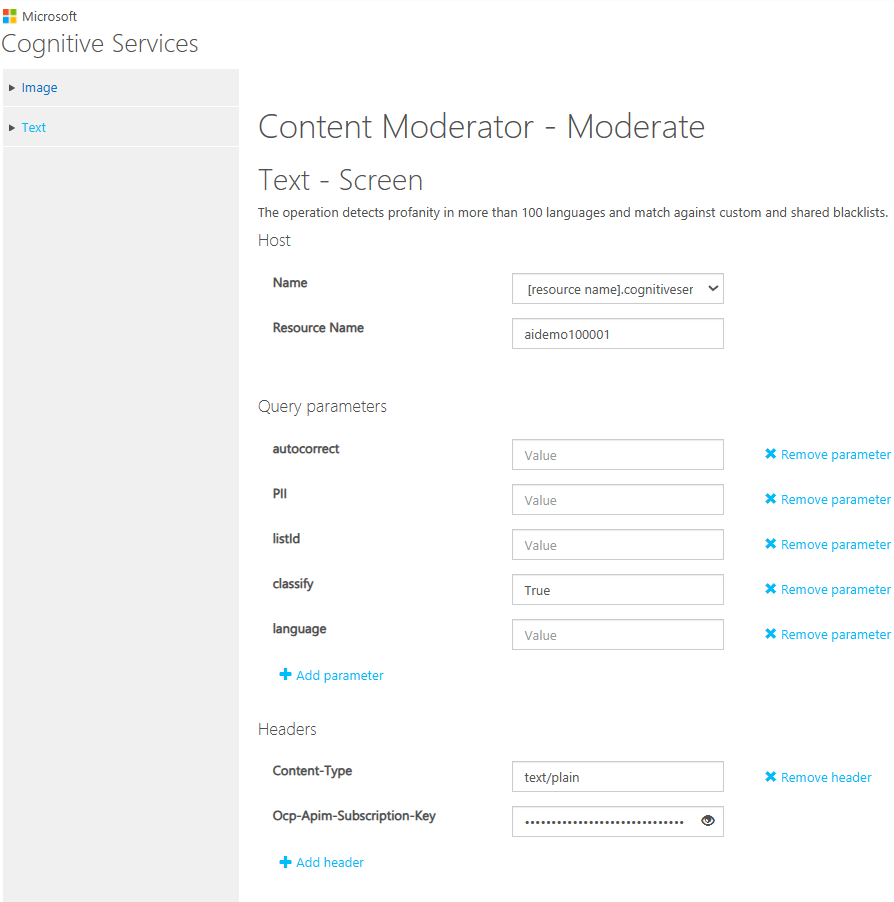 Microsoft
Cognitive Services
Image
Text
Content Moderator - Moderate
Text - Screen
The operation detects profanity in more than 100 languages and match against custom and shared blacklists.
Host
Name [resource name].cognitiveser
Resource Name aidemo100001
Query parameters
autocorrect Value Remove parameter
PII Value Remove parameter
listId Value Remove parameter
classify True Remove parameter
language Value Remove parameter
Add parameter
Headers
Content-Type text/plain Remove header
Ocp-Apim-Subscription-Key
Add header